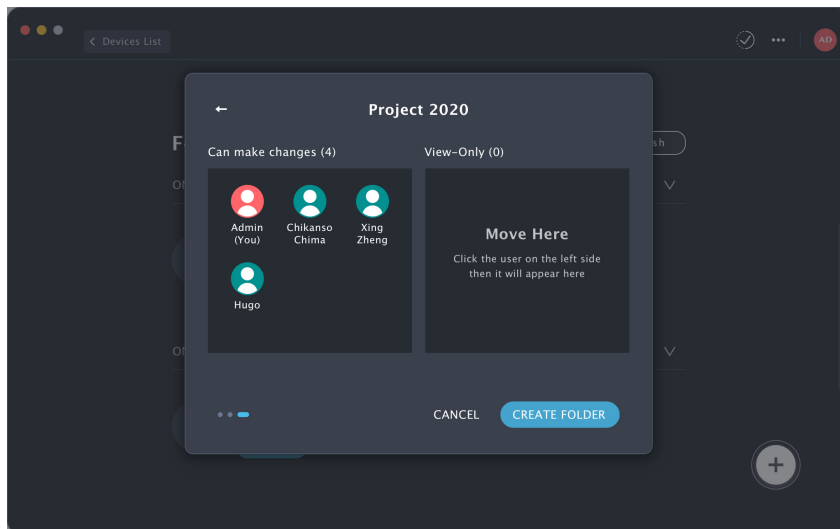 Devices List
AD
Project 2020
Can make changes (4)
View-Only (0)
Admin
(You)
Chikanso
Chima
Xing
Zheng
Hugo
Move Here
Click the user on the left side
then it will appear here
CANCEL
CREATE FOLDER